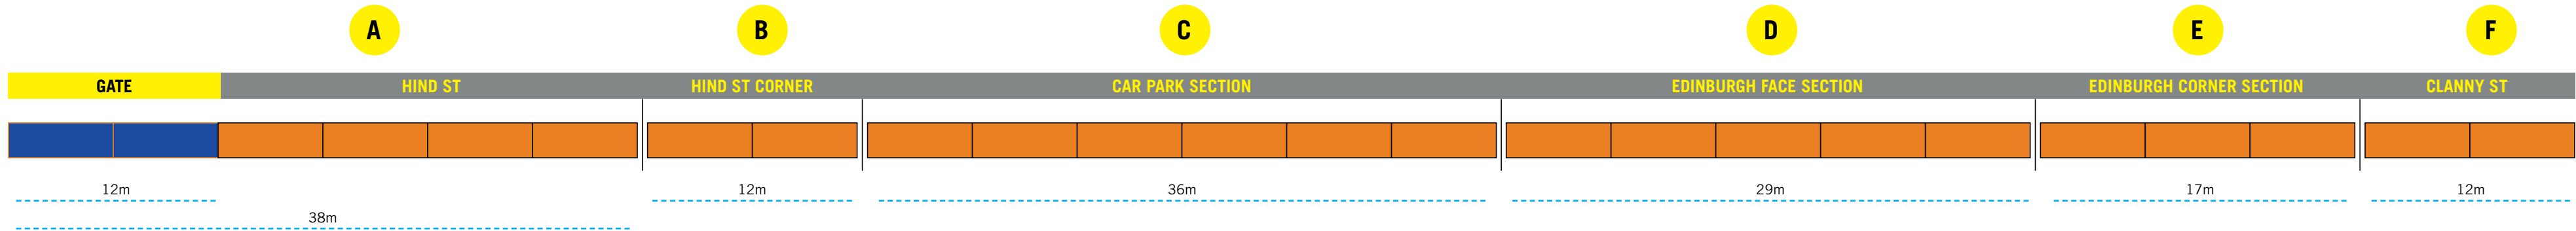 A B C D E F
GATE HIND ST HIND ST CORNER CAR PARK SECTION EDINBURGH FACE SECTION EDINBURGH CORNER SECTION CLANNY ST
12m 12m 36m 29m 17m 12m
38m